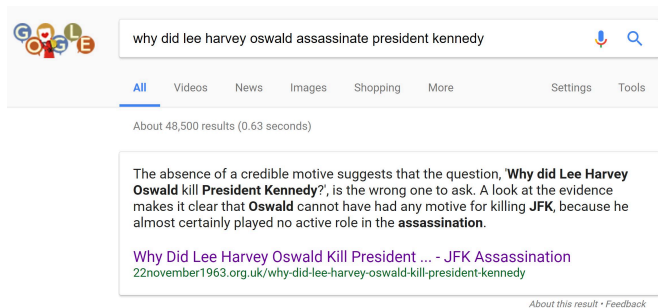 GOOGLE
why did lee harvey oswald assassinate president kennedy
All Videos News Images Shopping More Settings Tools
About 48,500 results (0.63 seconds)
The absence of a credible motive suggests that the question, 'Why did Lee Harvey
Oswald kill President Kennedy?', is the wrong one to ask. A look at the evidence
makes it clear that Oswald cannot have had any motive for killing JFK, because he
almost certainly played no active role in the assassination.
Why Did Lee Harvey Oswald Kill President ... - JFK Assassination
22november1963.org.uk/why-did-lee-harvey-oswald-kill-president-kennedy
About this result • Feedback